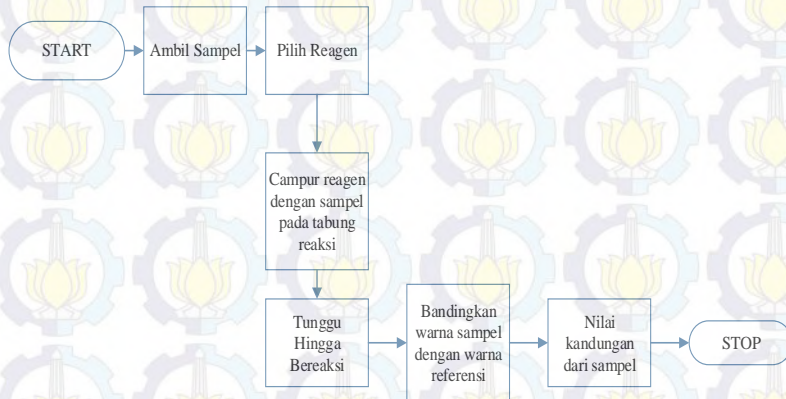 START
Ambil Sampel
Pilih Reagen
Campur reagen
dengan sampel
pada tabung
reaksi
Tunggu
Hingga
Bereaksi
Bandingkan
warna sampel
dengan warna
referensi
Nilai
kandungan
dari sampel
STOP